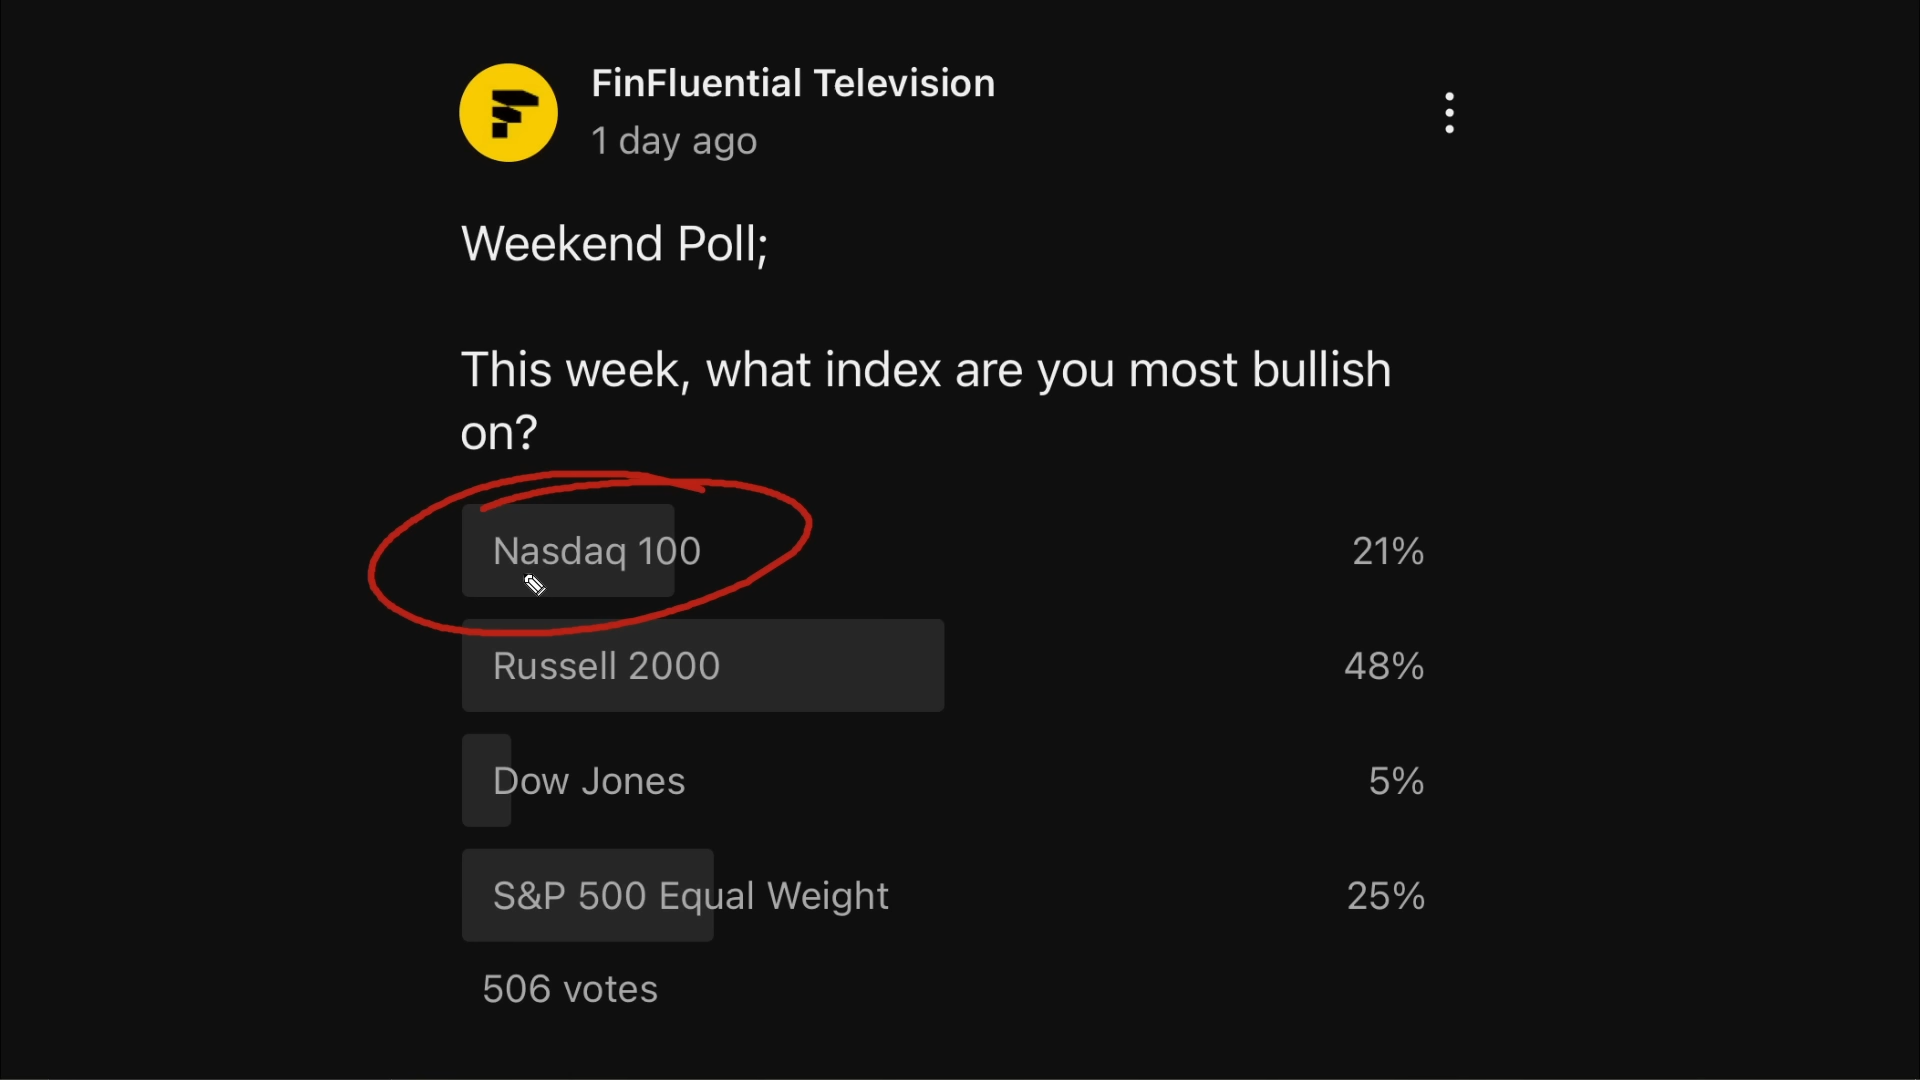 FinFluential Television
1 day ago
Weekend Poll;
This week, what index are you most bullish
on?
Nasdaq 100 21%
Russell 2000 48%
Dow Jones 5%
S&P 500 Equal Weight 25%
506 votes